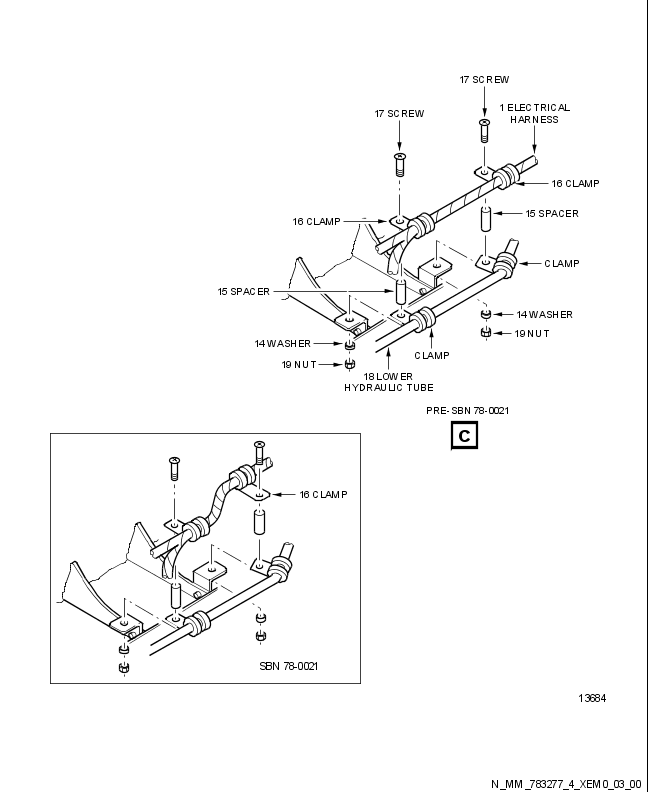 17 SCREW
17 SCREW
1 ELECTRICAL
HARNESS
16 CLAMP
16 CLAMP
15 SPACER
CLAMP
15 SPACER
14 WASHER
19 NUT
14 WASHER
19 NUT
CLAMP
18 LOWER
HYDRAULIC TUBE
PRE-SBN 78-0021
C
16 CLAMP
SBN 78-0021
13684
N_MM_783277_4_XEM0_03_00